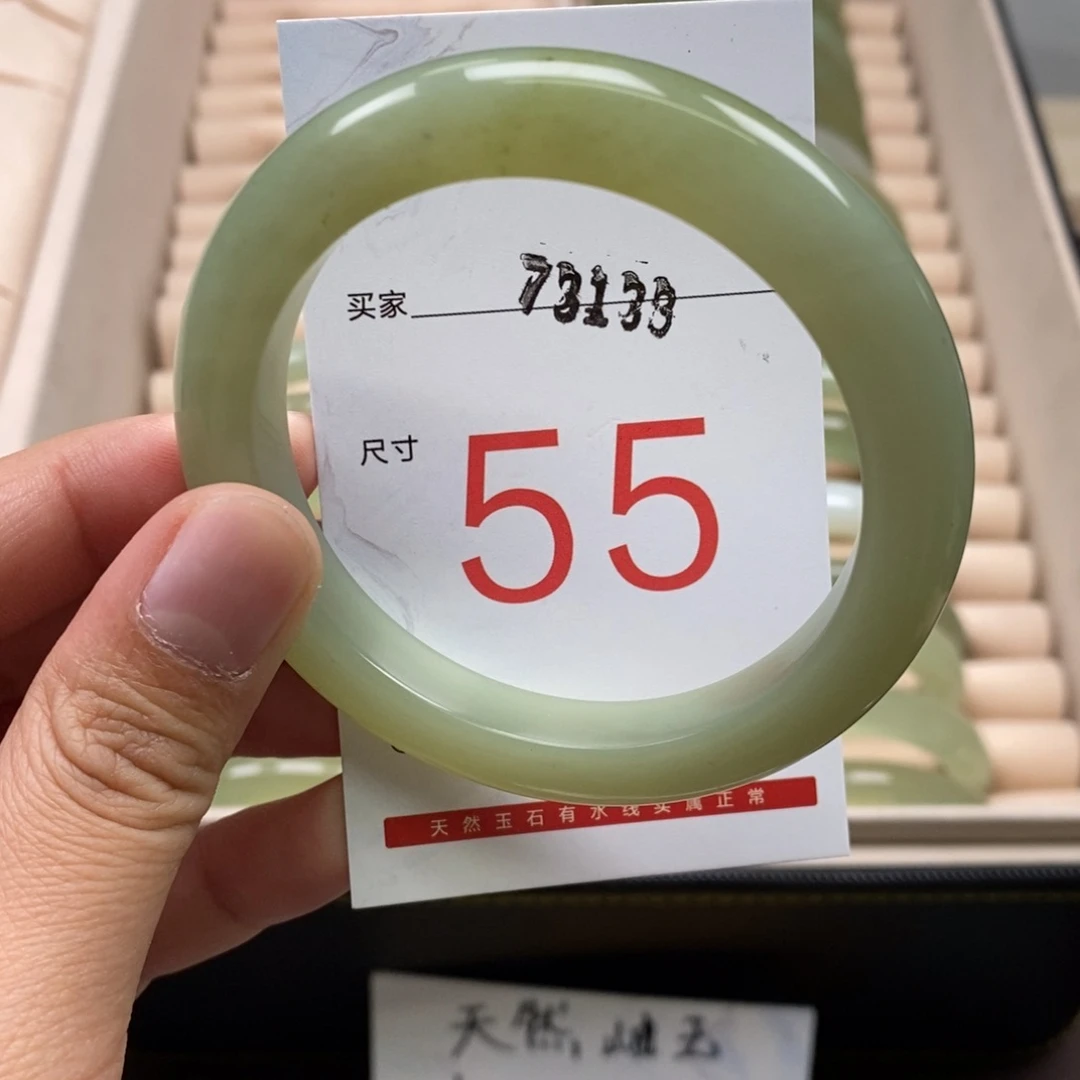 买家 73133
尺寸 55
天然玉石有水线实属正常
天然,岫玉